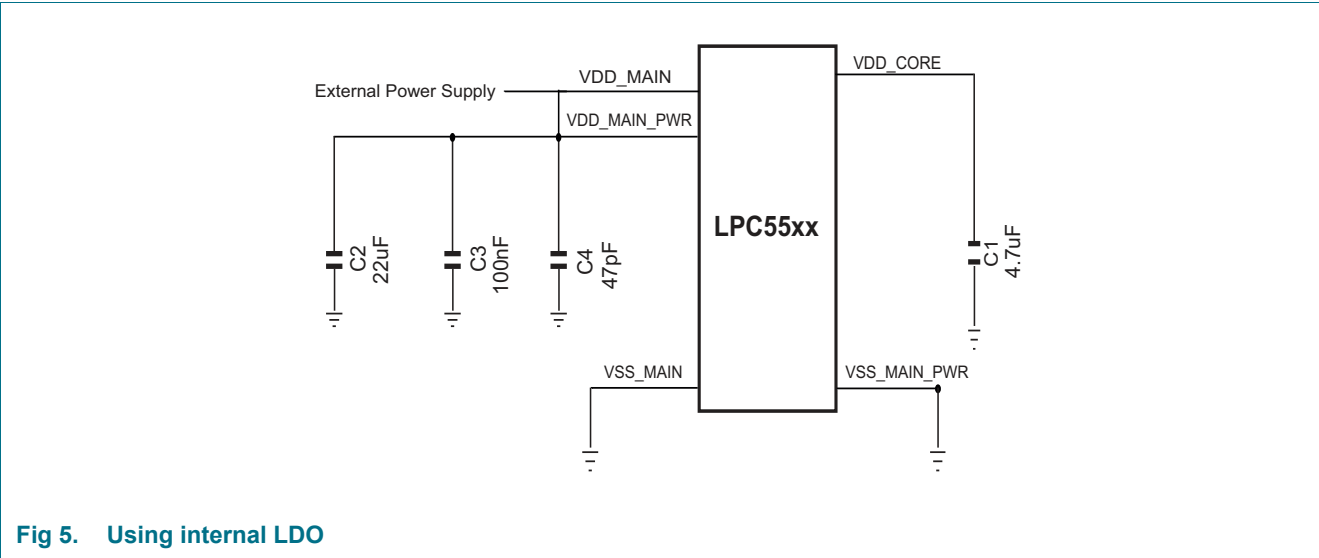 VDD_MAIN
External Power Supply
VDD_MAIN_PWR
VDD_CORE
LPC55xx
C2
22uF
C3
100nF
C4
47pF
C1
4.7uF
VSS_MAIN
VSS_MAIN_PWR
Fig 5. Using internal LDO